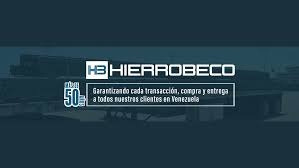 HB HIERROBECO
50
Garantizando cada transacción, compra y entrega
a todos nuestros clientes en Venezuela